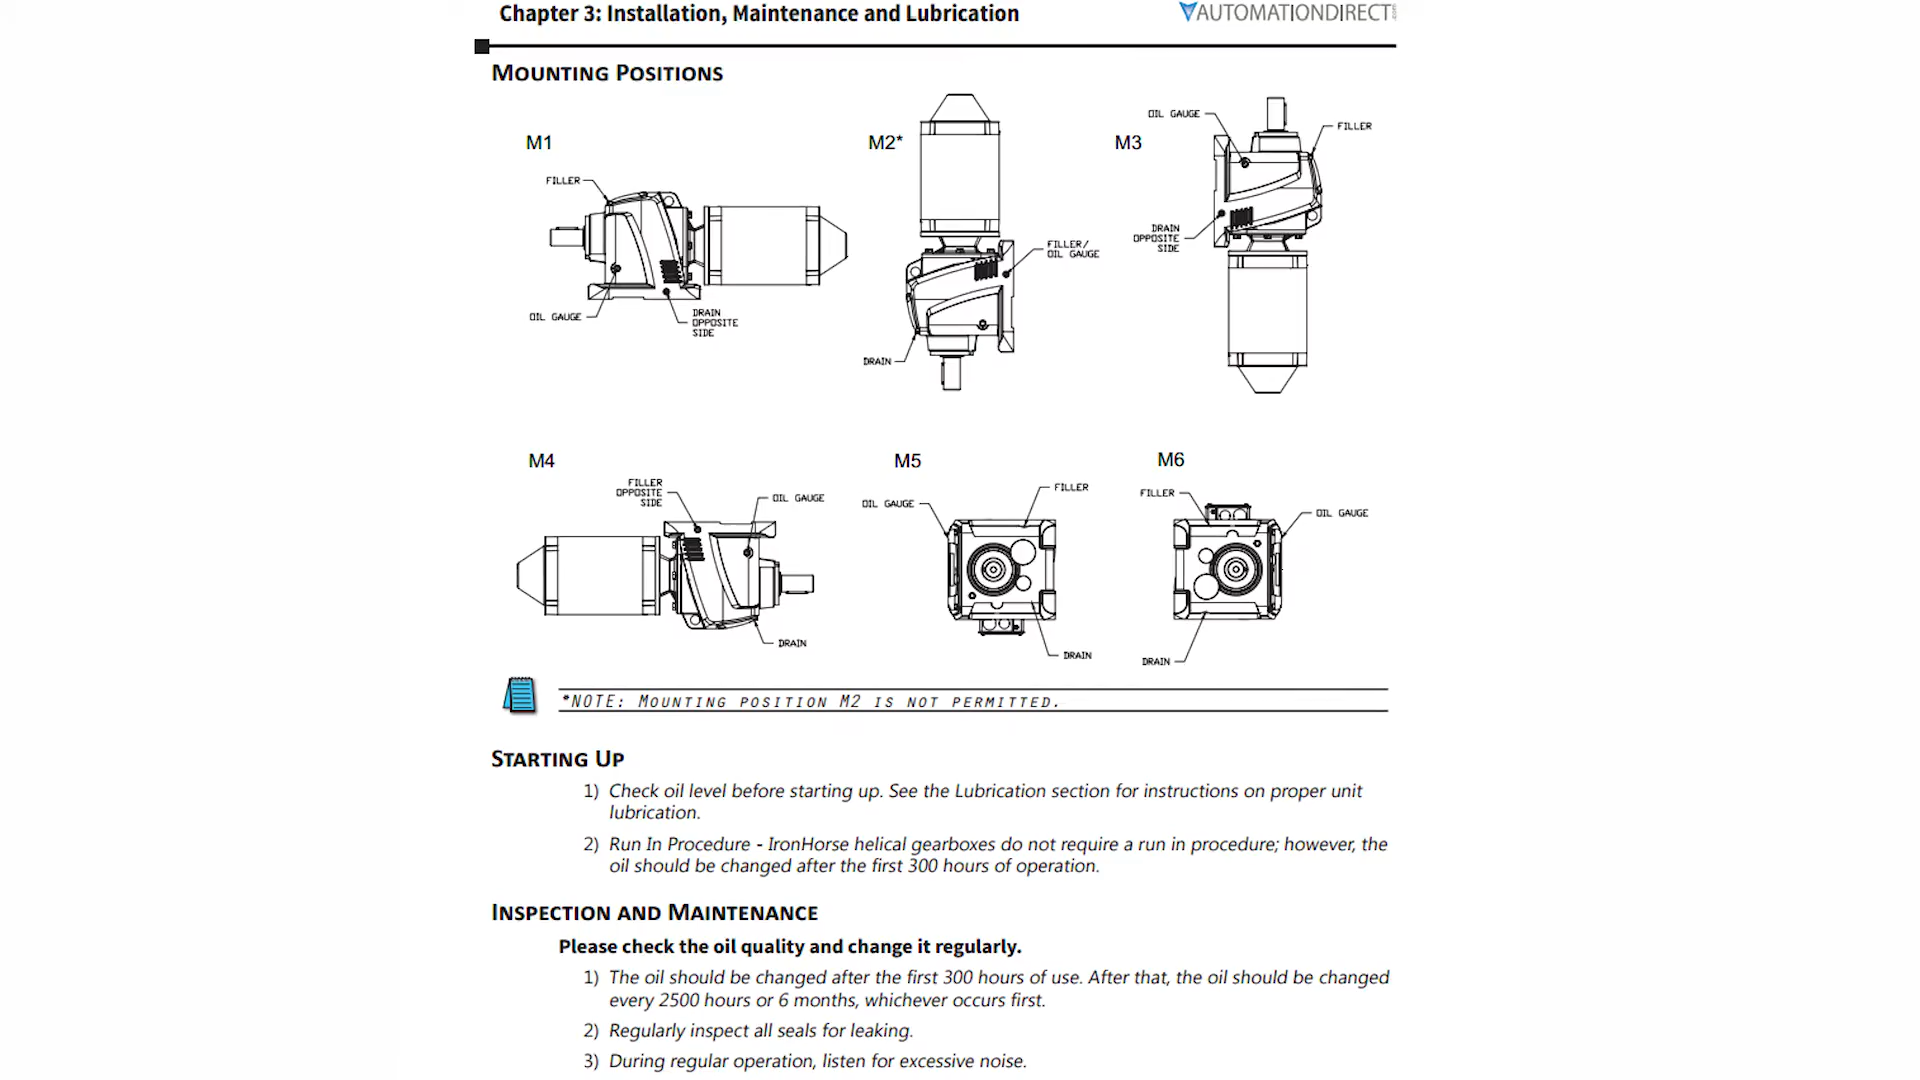 Chapter 3: Installation, Maintenance and Lubrication
AUTOMATIONDIRECT
MOUNTING POSITIONS
M1
FILLER
OIL GAUGE
DRAIN
OPPOSITE
SIDE
M2*
FILLER/
OIL GAUGE
DRAIN
M3
OIL GAUGE
FILLER
DRAIN
OPPOSITE
SIDE
M4
FILLER
OPPOSITE
SIDE
OIL GAUGE
DRAIN
M5
OIL GAUGE
FILLER
DRAIN
M6
FILLER
OIL GAUGE
DRAIN
*NOTE: MOUNTING POSITION M2 IS NOT PERMITTED.
STARTING UP
1) Check oil level before starting up. See the Lubrication section for instructions on proper unit
lubrication.
2) Run In Procedure - IronHorse helical gearboxes do not require a run in procedure; however, the
oil should be changed after the first 300 hours of operation.
INSPECTION AND MAINTENANCE
Please check the oil quality and change it regularly.
1) The oil should be changed after the first 300 hours of use. After that, the oil should be changed
every 2500 hours or 6 months, whichever occurs first.
2) Regularly inspect all seals for leaking.
3) During regular operation, listen for excessive noise.